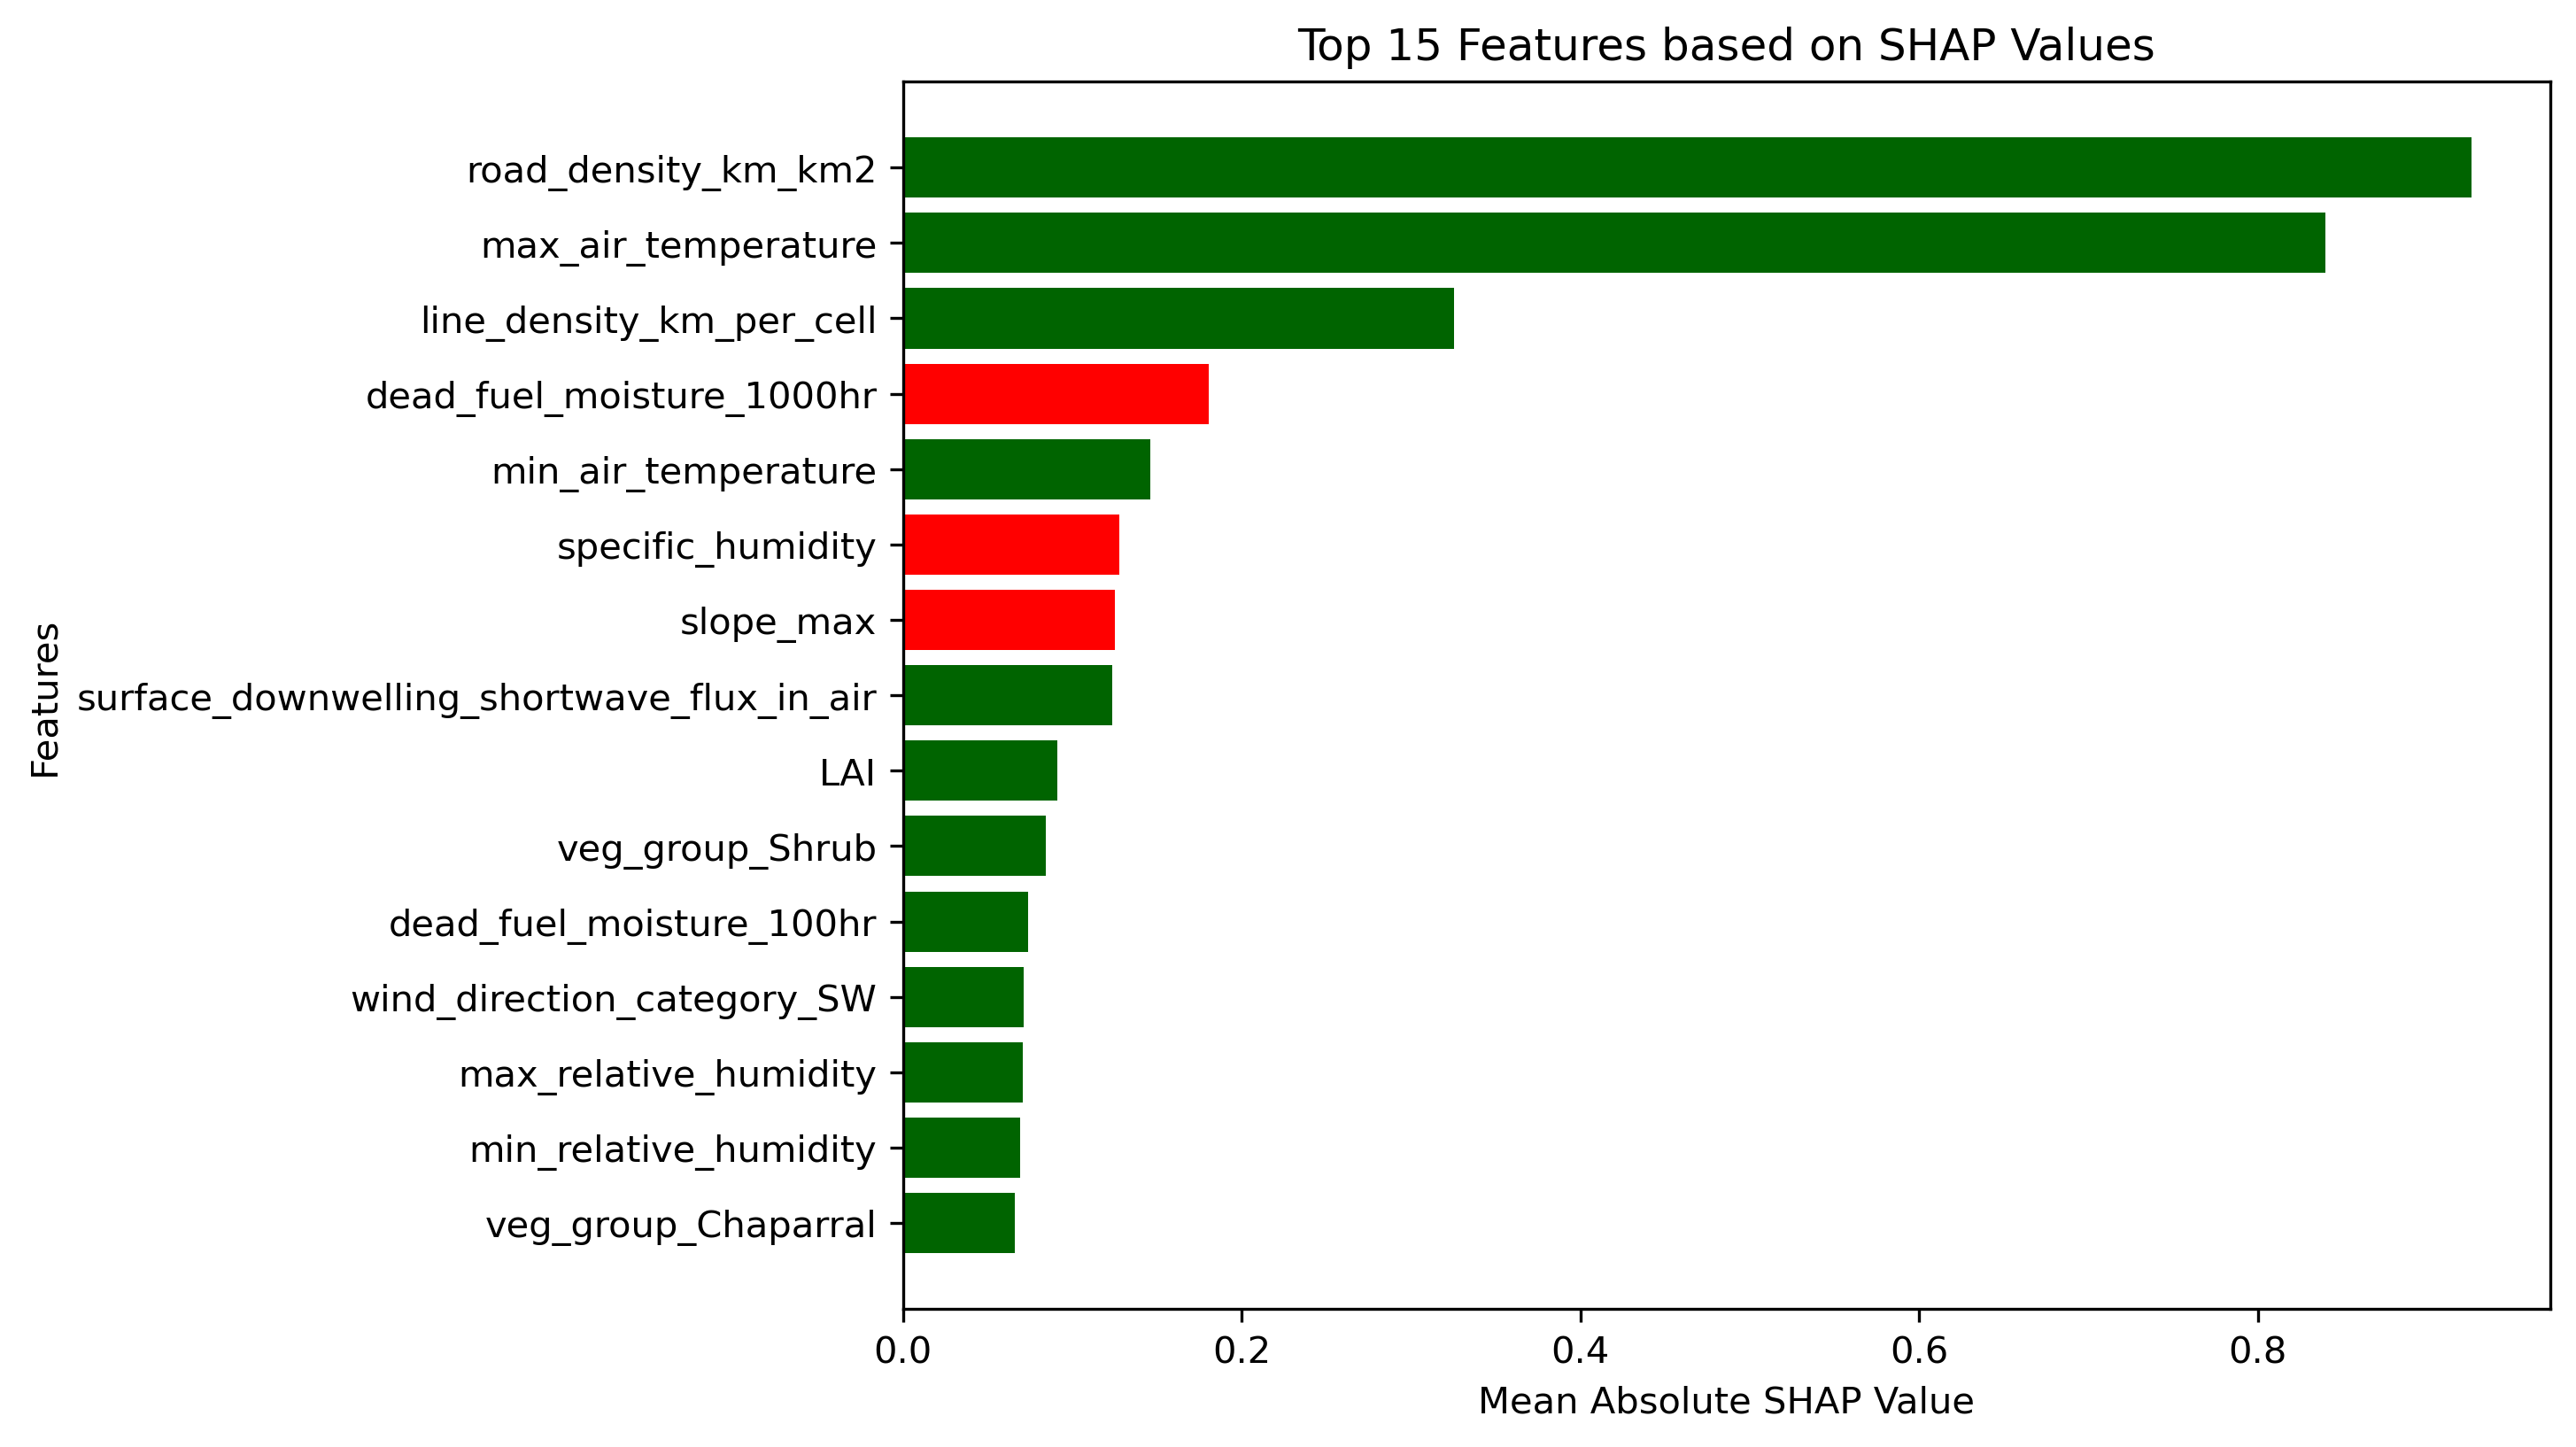 Top 15 Features based on SHAP Values
road_density_km_km2
max_air_temperature
line_density_km_per_cell
dead_fuel_moisture_1000hr
min_air_temperature
specific_humidity
slope_max
surface_downwelling_shortwave_flux_in_air
LAI
veg_group_Shrub
dead_fuel_moisture_100hr
wind_direction_category_SW
max_relative_humidity
min_relative_humidity
veg_group_Chaparral
Features
0.0 0.2 0.4 0.6 0.8
Mean Absolute SHAP Value